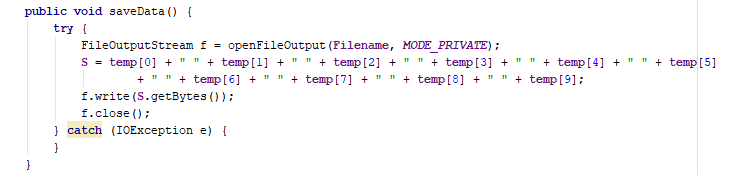 public void saveData() {
try {
FileOutputStream f = openFileOutput(Filename, MODE_PRIVATE);
S = temp[0] + " " + temp[1] + " " + temp[2] + " " + temp[3] + " " + temp[4] + " " + temp[5]
+ " " + temp[6] + " " + temp[7] + " " + temp[8] + " " + temp[9];
f.write(S.getBytes());
f.close();
} catch (IOException e) {
}
}